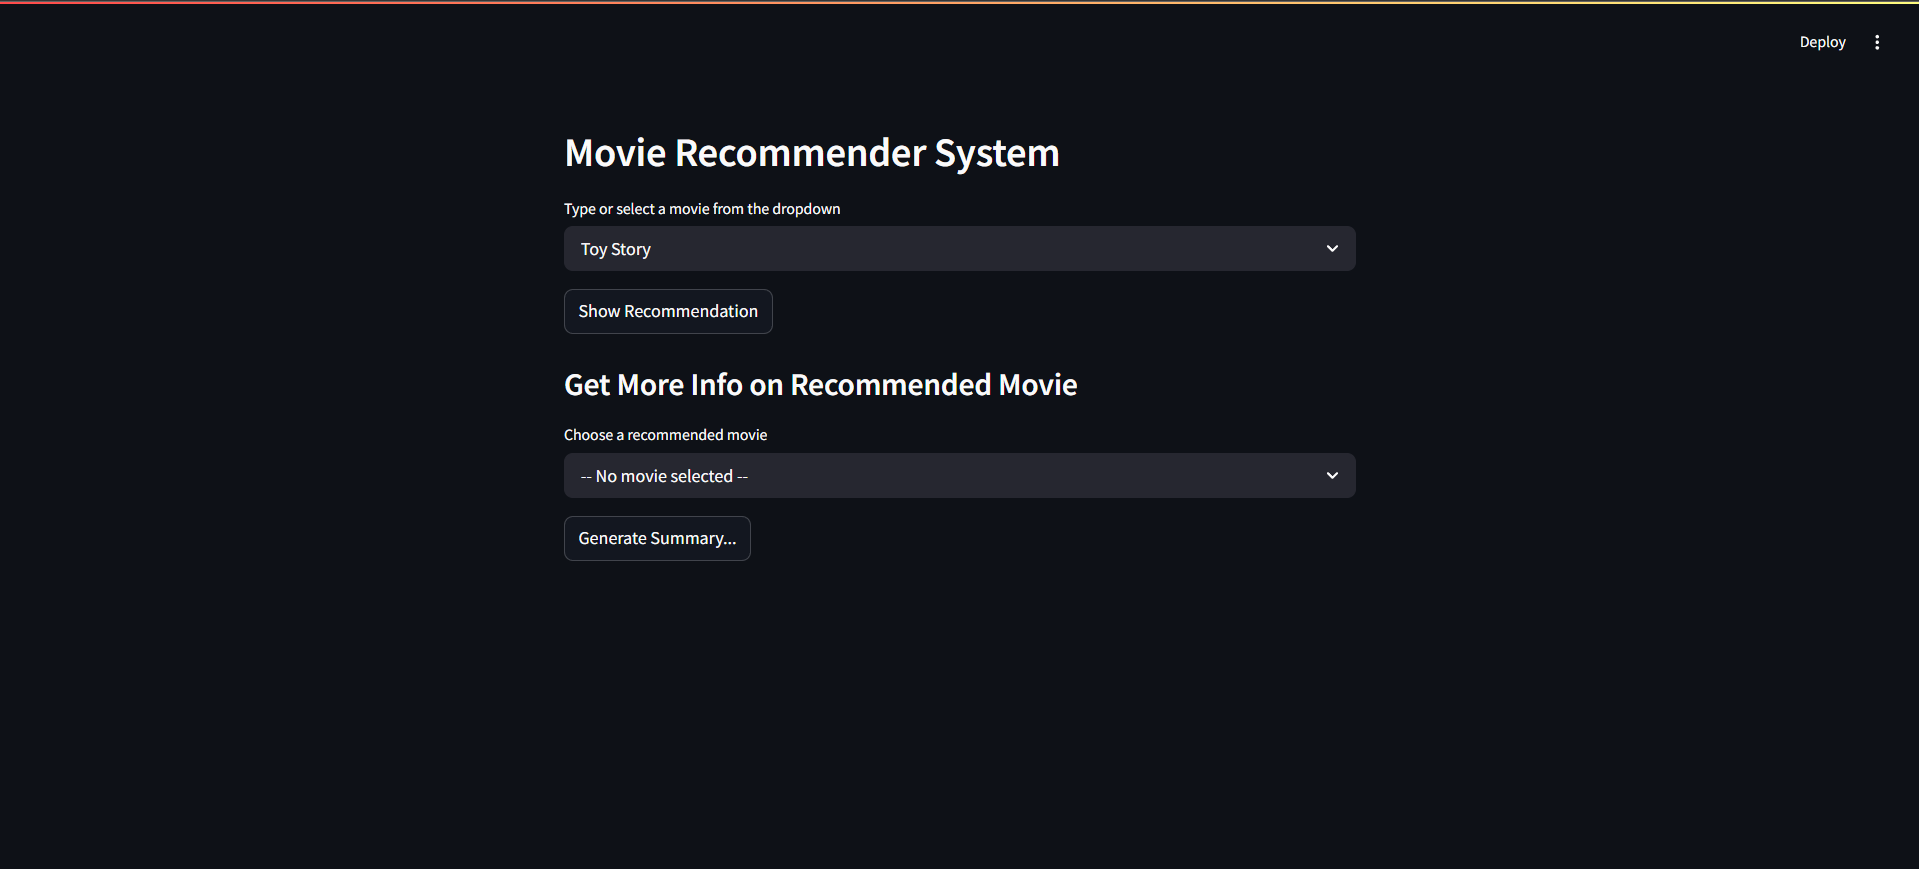 Deploy
Movie Recommender System
Type or select a movie from the dropdown
Toy Story
Show Recommendation
Get More Info on Recommended Movie
Choose a recommended movie
-- No movie selected --
Generate Summary...